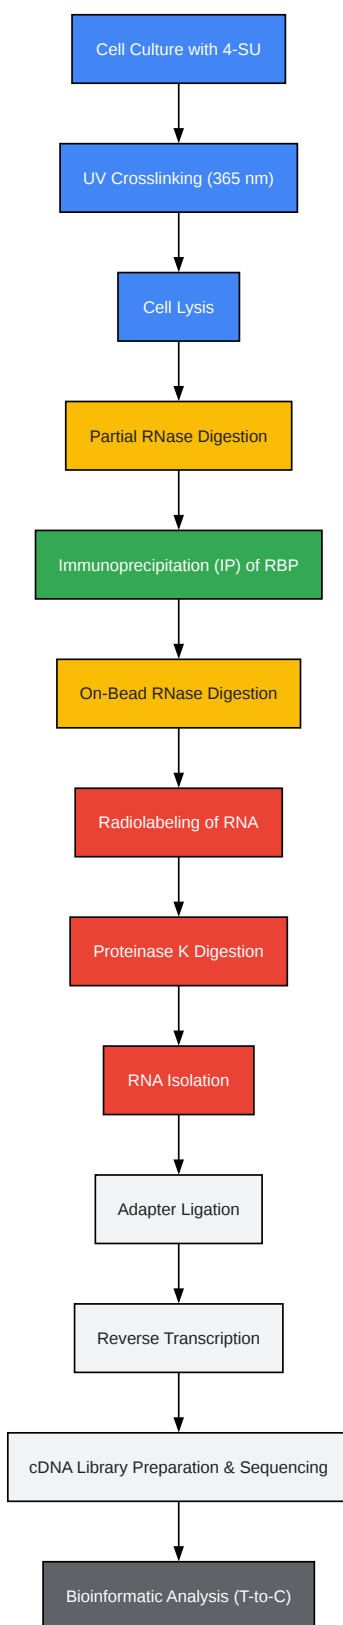 Cell Culture with 4-SU
UV Crosslinking (365 nm)
Cell Lysis
Partial RNase Digestion
Immunoprecipitation (IP) of RBP
On-Bead RNase Digestion
Radiolabeling of RNA
Proteinase K Digestion
RNA Isolation
Adapter Ligation
Reverse Transcription
cDNA Library Preparation & Sequencing
Bioinformatic Analysis (T-to-C)